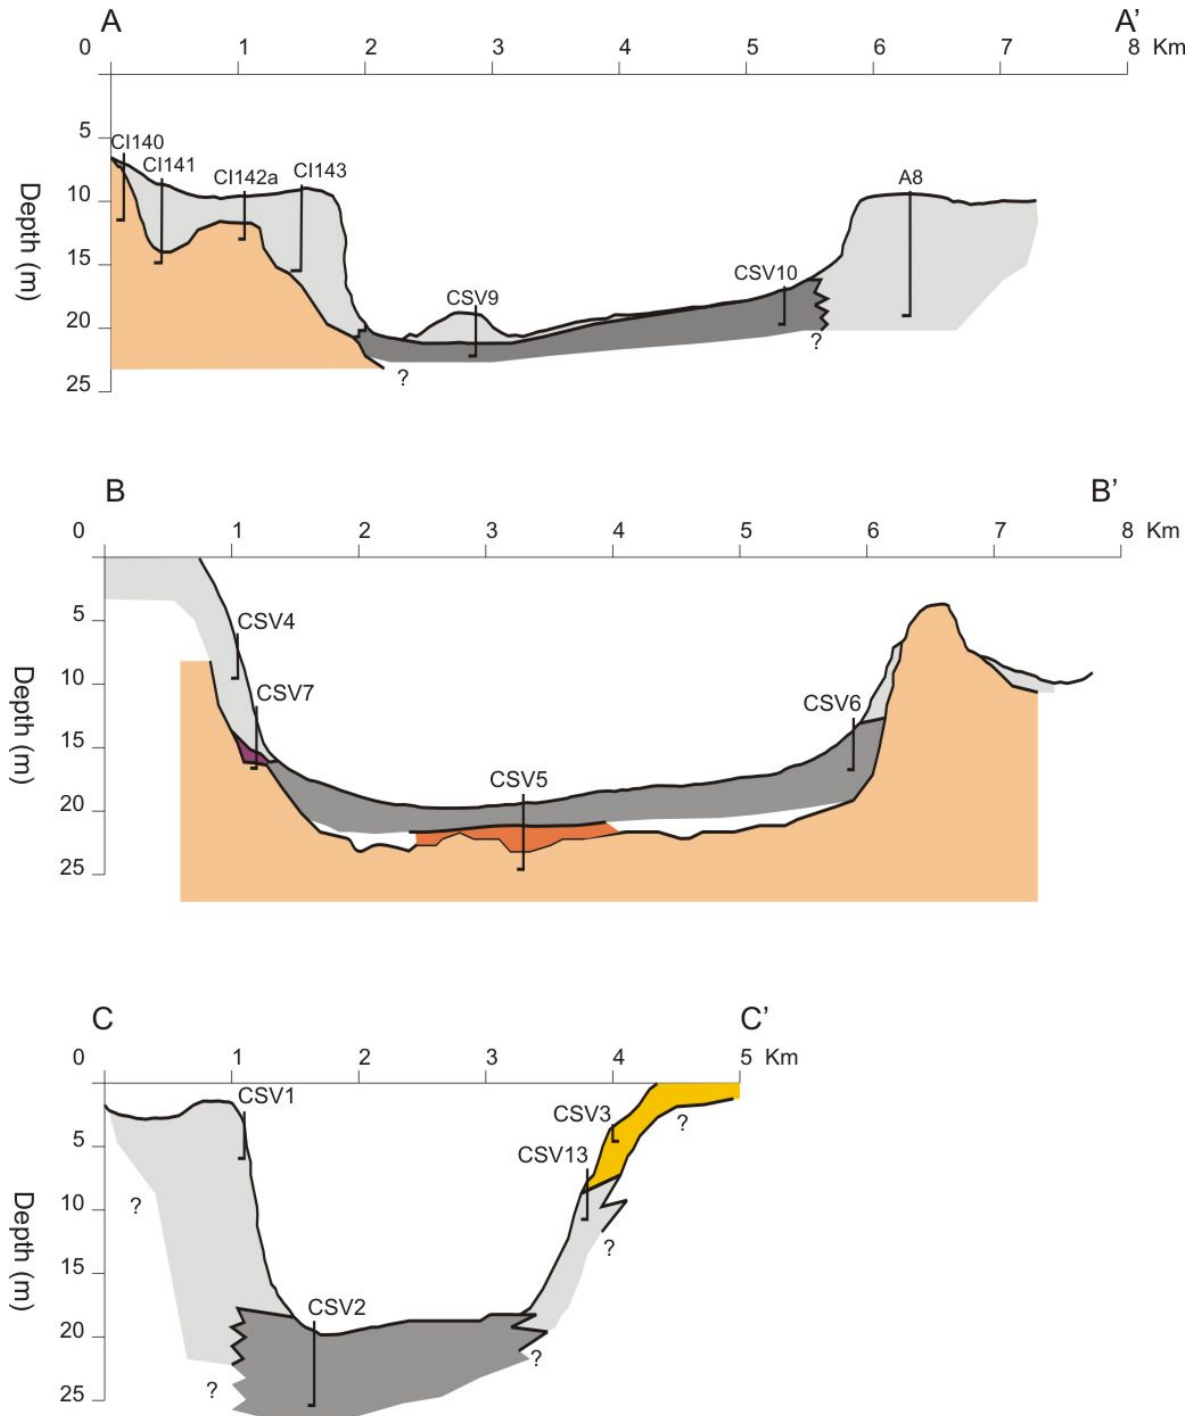 A A'
0 1 2 3 4 5 6 7 8 Km
5
CI140
CI141
CI142a
CI143
A8
10
Depth (m)
15
CSV10
CSV9
20
?
?
25
B B'
0 1 2 3 4 5 6 7 8 Km
5
CSV4
10
CSV7
CSV6
Depth (m)
15
CSV5
20
25
C C'
0 1 2 3 4 5 Km
CSV1
CSV3
?
5
CSV13
10
?
?
Depth (m)
15
CSV2
20
?
?
25